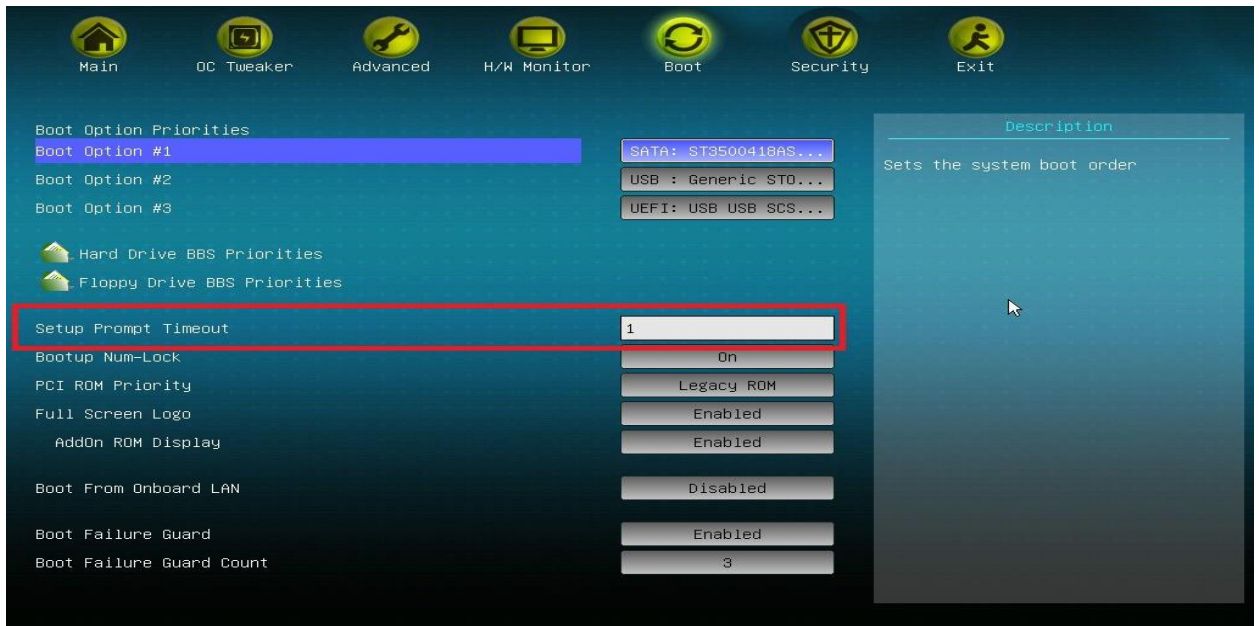 Main OC Tweaker Advanced H/W Monitor Boot Security Exit
Boot Option Priorities
Boot Option #1 SATA: ST3500418AS...
Boot Option #2 USB : Generic STO...
Boot Option #3 UEFI: USB USB SCS...
Hard Drive BBS Priorities
Floppy Drive BBS Priorities
Setup Prompt Timeout 1
Bootup Num-Lock On
PCI ROM Priority Legacy ROM
Full Screen Logo Enabled
AddOn ROM Display Enabled
Boot From Onboard LAN Disabled
Boot Failure Guard Enabled
Boot Failure Guard Count 3
Description
Sets the system boot order